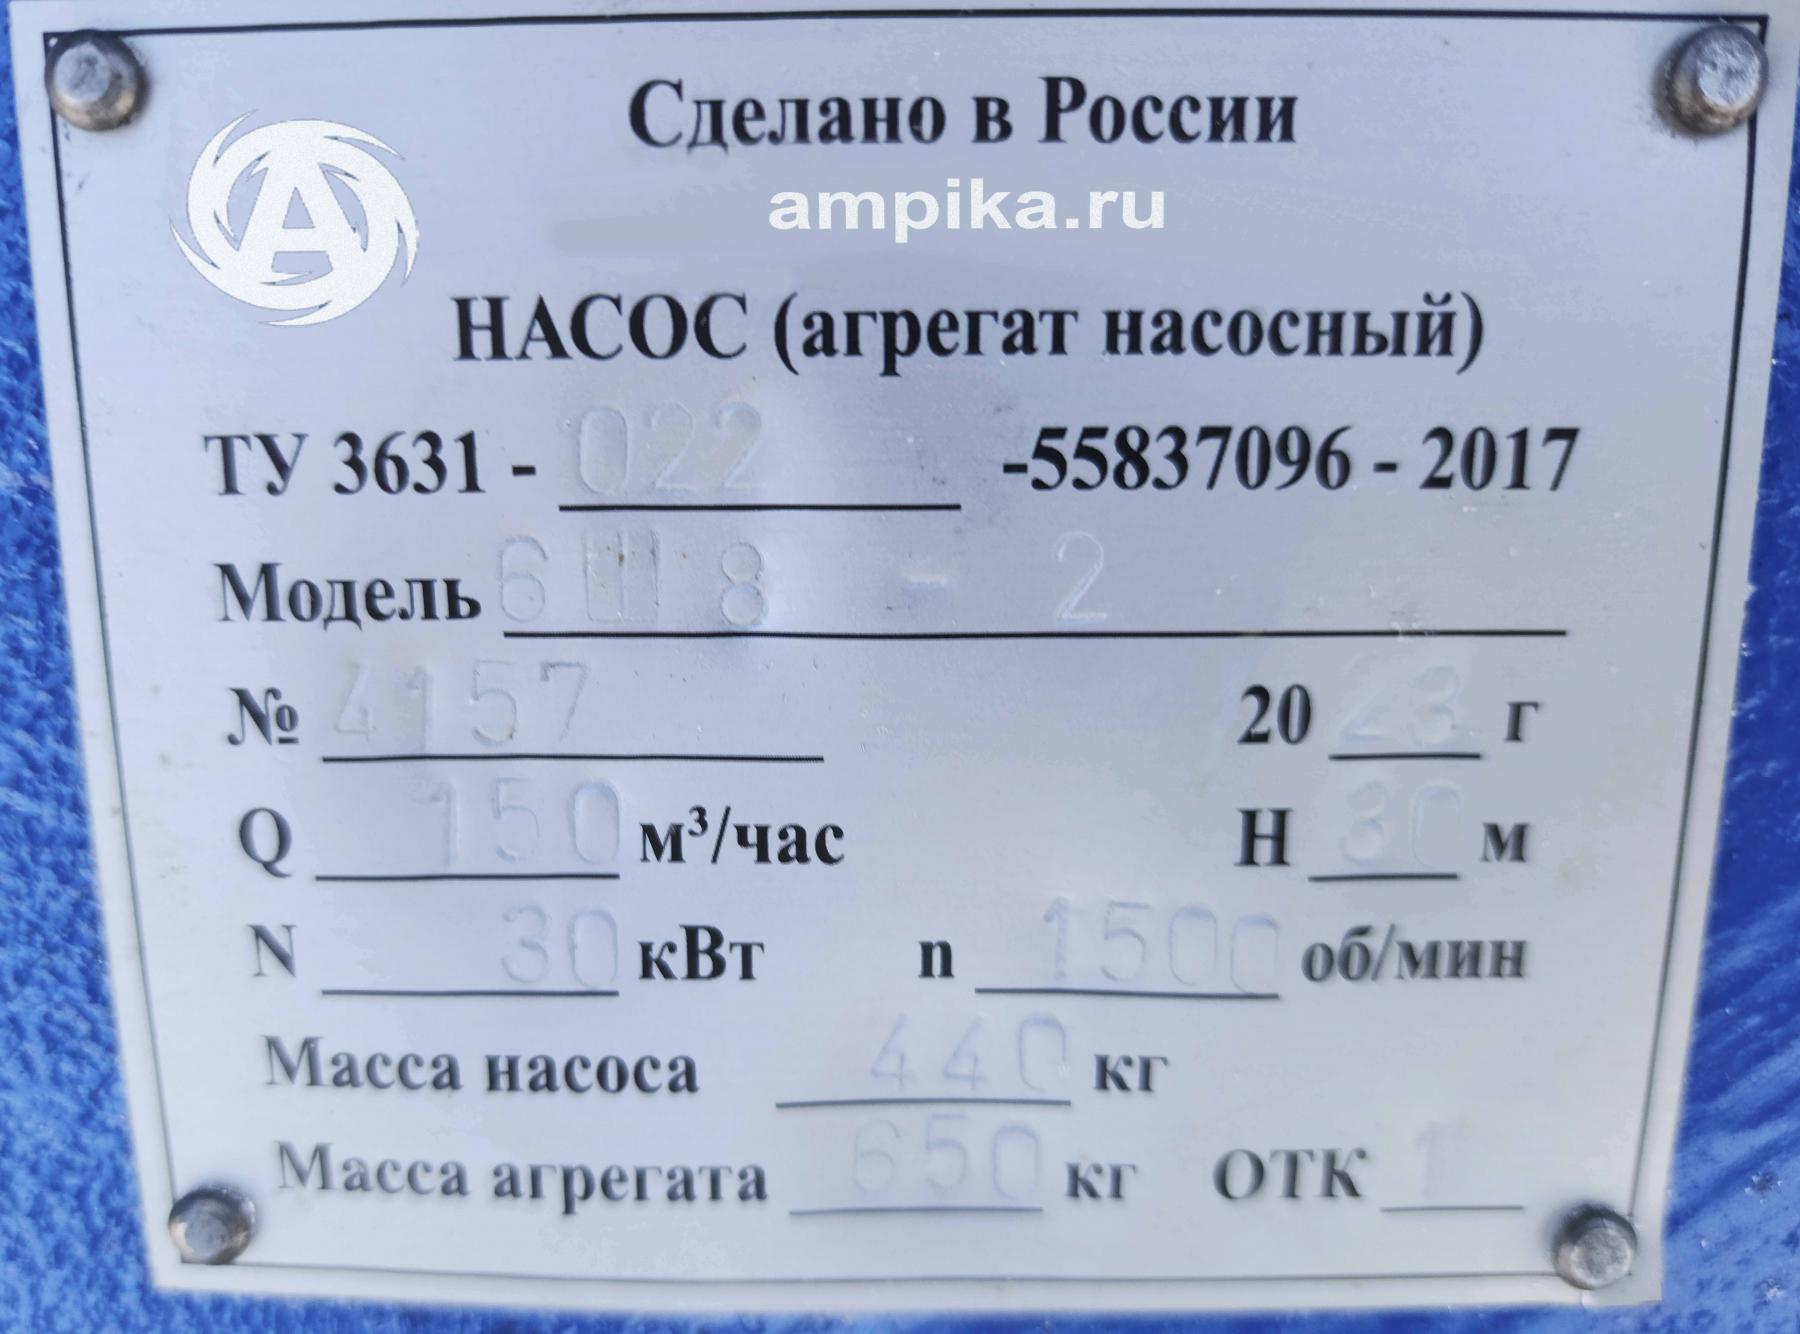 Сделано в России
ampika.ru
А
НАСОС (агрегат насосный)
ТУ 3631 - 022 -55837096 - 2017
Модель 6Ш8 - 2
№ 4157 20 23 г
Q 150 м³/час Н 30 м
N 30 кВт n 1500 об/мин
Масса насоса 440 кг
Масса агрегата 650 кг ОТК 1